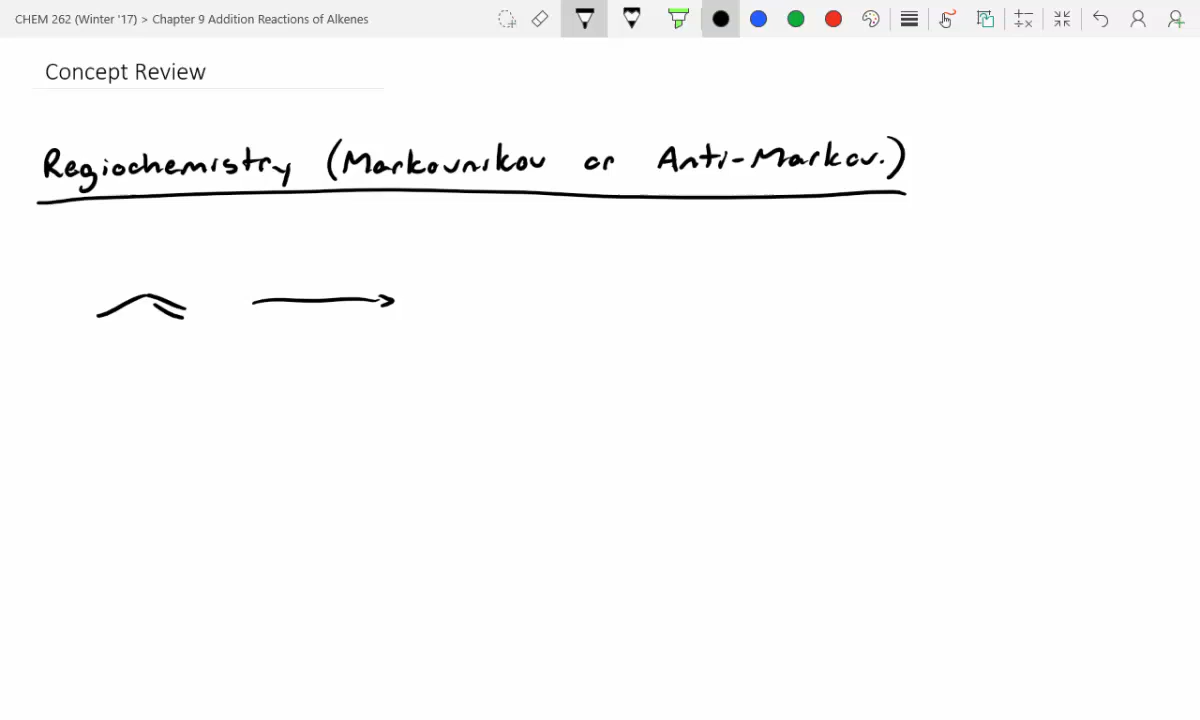 CHEM 262 (Winter '17) > Chapter 9 Addition Reactions of Alkenes
Concept Review
Regiochemistry (Markovnikov or Anti-Markov.)